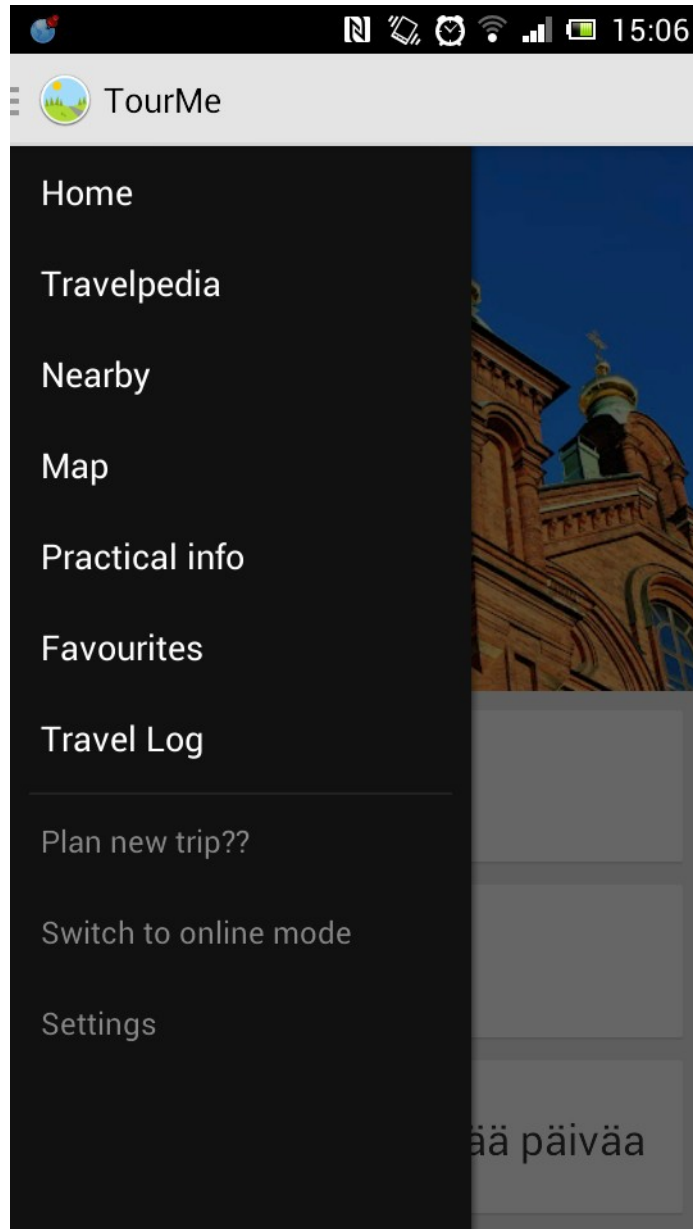 15:06
TourMe
Home
Travelpedia
Nearby
Map
Practical info
Favourites
Travel Log
Plan new trip??
Switch to online mode
Settings
ää päivää